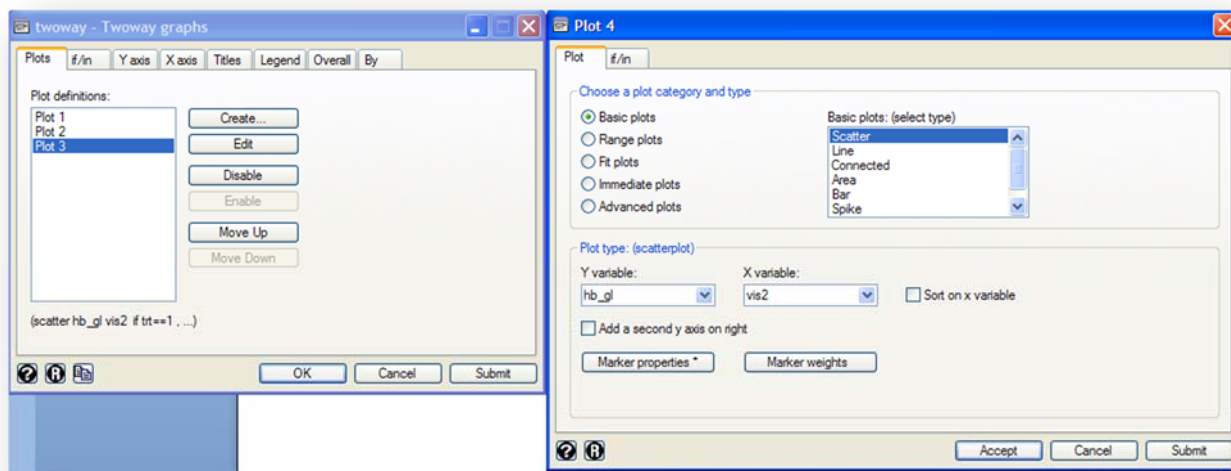 twoway - Twoway graphs
Plots if/in Y axis X axis Titles Legend Overall By
Plot definitions:
Plot 1
Plot 2
Plot 3
Create...
Edit
Disable
Enable
Move Up
Move Down
(scatter hb_gl vis2 if trt==1 , ...)
? R
OK Cancel Submit
Plot 4
Plot if/in
Choose a plot category and type
Basic plots
Range plots
Fit plots
Immediate plots
Advanced plots
Basic plots: (select type)
Scatter
Line
Connected
Area
Bar
Spike
Plot type: (scatterplot)
Y variable: X variable:
hb_gl vis2 Sort on x variable
Add a second y axis on right
Marker properties * Marker weights
? R
Accept Cancel Submit